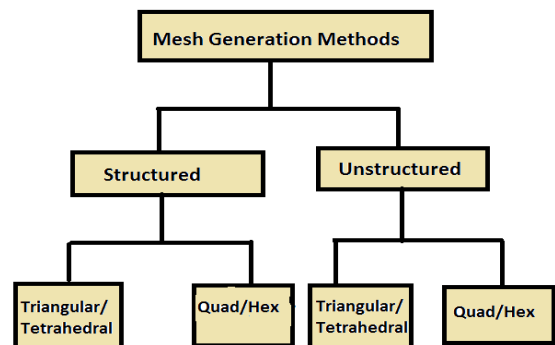 Mesh Generation Methods
Structured
Unstructured
Triangular/
Tetrahedral
Quad/Hex
Triangular/
Tetrahedral
Quad/Hex